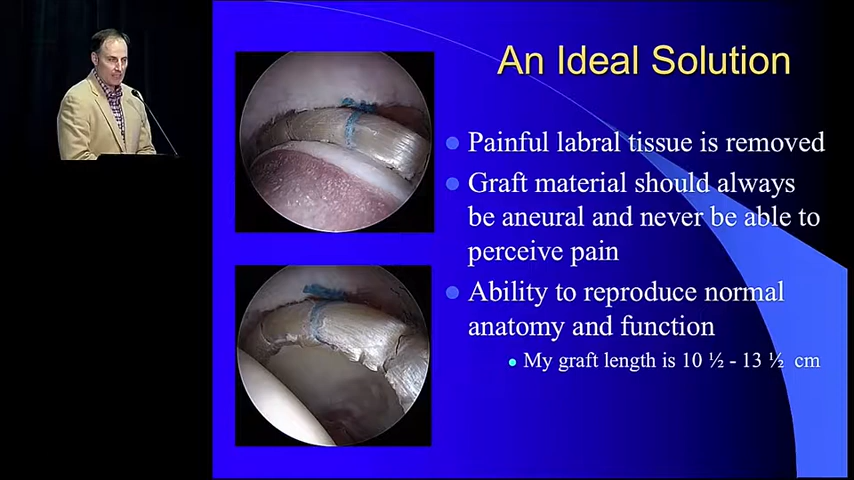 An Ideal Solution
Painful labral tissue is removed
Graft material should always
be aneural and never be able to
perceive pain
Ability to reproduce normal
anatomy and function
My graft length is 10 ½ - 13 ½ cm